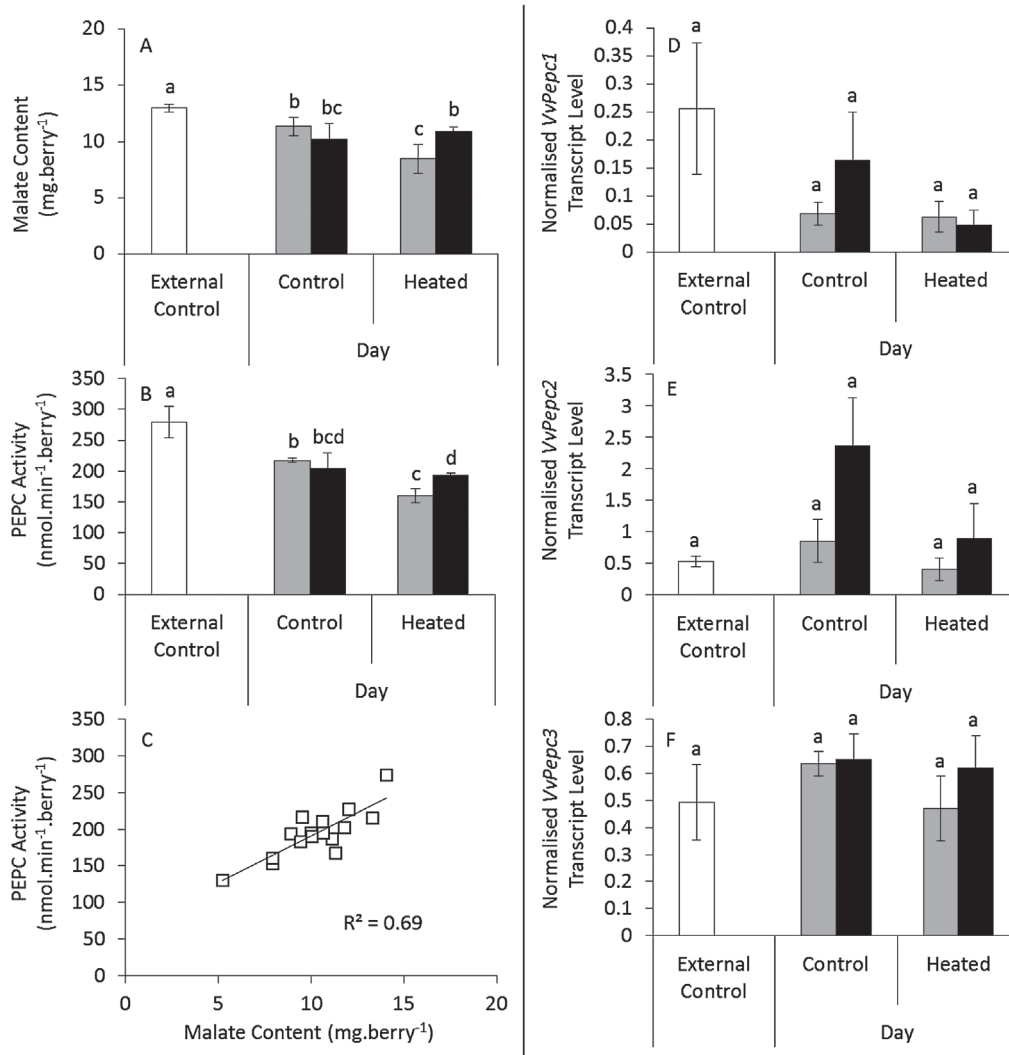 A
Malate Content
(mg.berry⁻¹)
20
15
10
5
0
a
b
bc
c
b
External
Control
Control
Heated
Day
B
PEPC Activity
(nmol.min⁻¹.berry⁻¹)
350
300
250
200
150
100
50
0
a
b
bcd
c
d
External
Control
Control
Heated
Day
C
PEPC Activity
(nmol.min⁻¹.berry⁻¹)
350
300
250
200
150
100
50
0
R² = 0.69
0
5
10
15
20
Malate Content (mg.berry⁻¹)
D
Normalised VvPepc1
Transcript Level
0.4
0.35
0.3
0.25
0.2
0.15
0.1
0.05
0
a
a
a
a
a
External
Control
Control
Heated
Day
E
Normalised VvPepc2
Transcript Level
3.5
3
2.5
2
1.5
1
0.5
0
a
a
a
a
a
External
Control
Control
Heated
Day
F
Normalised VvPepc3
Transcript Level
0.8
0.7
0.6
0.5
0.4
0.3
0.2
0.1
0
a
a
a
a
a
External
Control
Control
Heated
Day